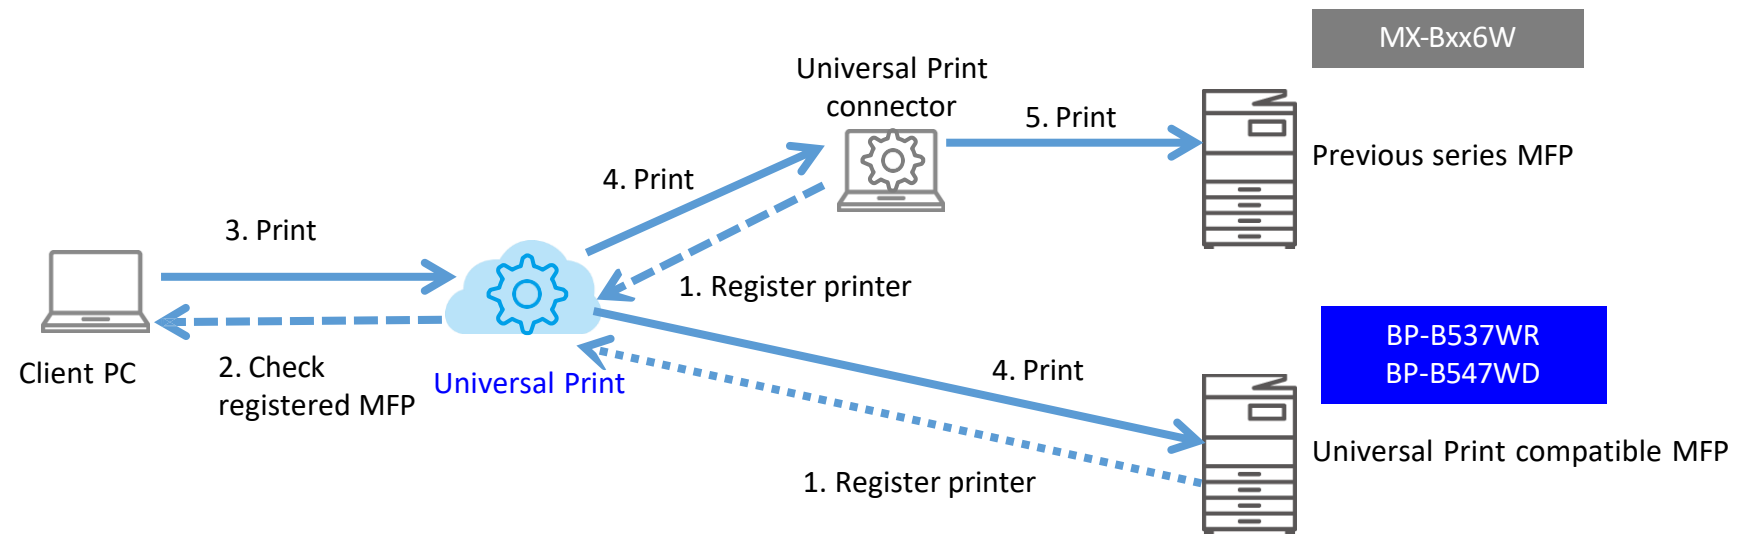 MX-Bxx6W
Universal Print
connector
5. Print
Previous series MFP
4. Print
3. Print
1. Register printer
BP-B537WR
BP-B547WD
Client PC
2. Check
registered MFP
Universal Print
4. Print
Universal Print compatible MFP
1. Register printer